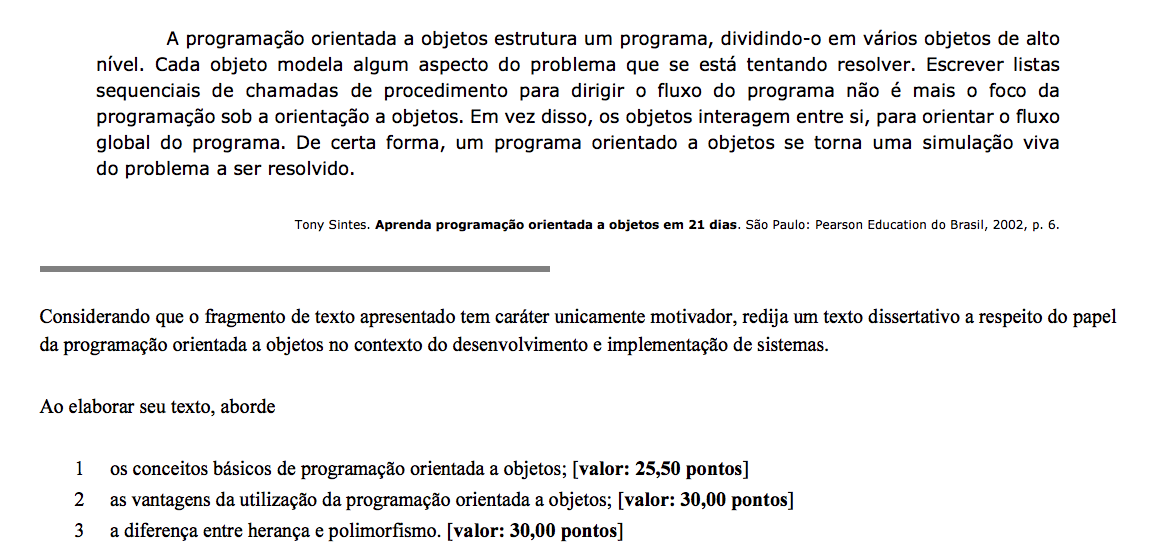 A programação orientada a objetos estrutura um programa, dividindo-o em vários objetos de alto
nível. Cada objeto modela algum aspecto do problema que se está tentando resolver. Escrever listas
sequenciais de chamadas de procedimento para dirigir o fluxo do programa não é mais o foco da
programação sob a orientação a objetos. Em vez disso, os objetos interagem entre si, para orientar o fluxo
global do programa. De certa forma, um programa orientado a objetos se torna uma simulação viva
do problema a ser resolvido.
Tony Sintes. Aprenda programação orientada a objetos em 21 dias. São Paulo: Pearson Education do Brasil, 2002, p. 6.
Considerando que o fragmento de texto apresentado tem caráter unicamente motivador, redija um texto dissertativo a respeito do papel
da programação orientada a objetos no contexto do desenvolvimento e implementação de sistemas.
Ao elaborar seu texto, aborde
1 os conceitos básicos de programação orientada a objetos; [valor: 25,50 pontos]
2 as vantagens da utilização da programação orientada a objetos; [valor: 30,00 pontos]
3 a diferença entre herança e polimorfismo. [valor: 30,00 pontos]